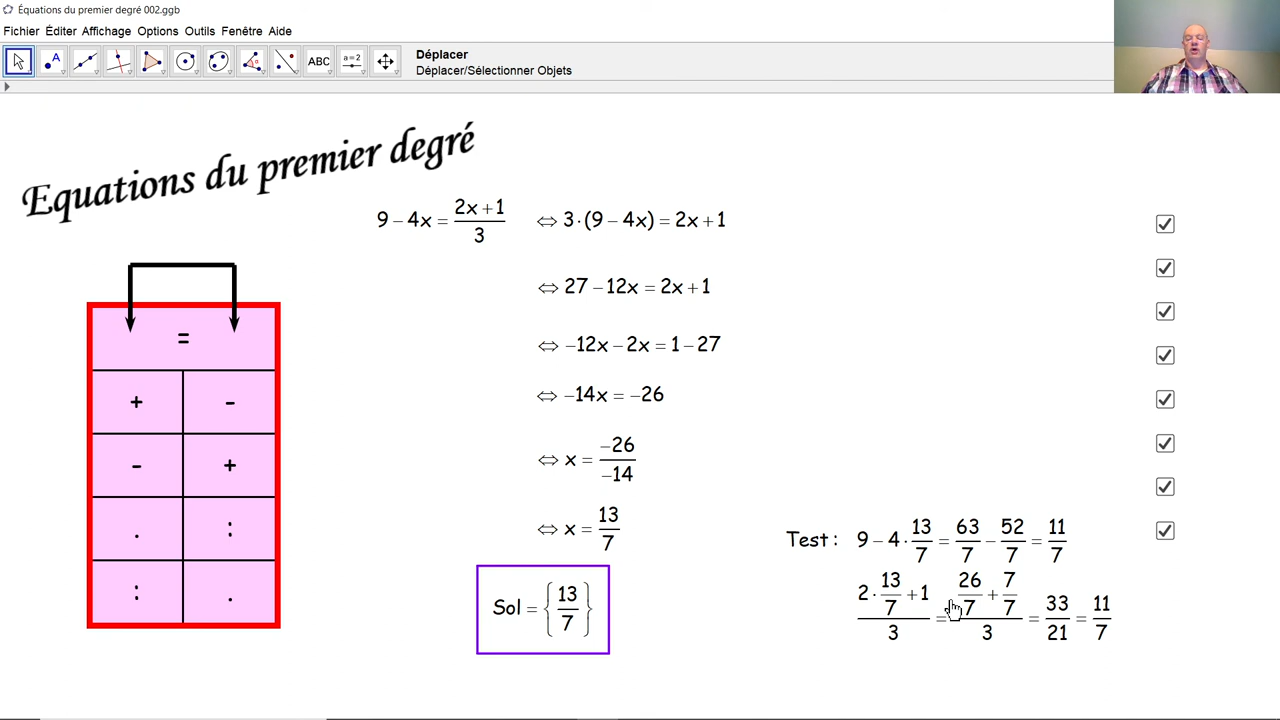 Équations du premier degré 002.ggb
Fichier Éditer Affichage Options Outils Fenêtre Aide
ABC a=2
Déplacer
Déplacer/Sélectionner Objets
Equations du premier degré
9 – 4x = (2x + 1)/3 ⇔ 3·(9 – 4x) = 2x + 1
⇔ 27 – 12x = 2x + 1
⇔ –12x – 2x = 1 – 27
⇔ –14x = –26
⇔ x = –26/–14
⇔ x = 13/7
Sol = {13/7}
=
+ -
- +
. :
: .
Test : 9 – 4·13/7 = 63/7 – 52/7 = 11/7
(2·13/7 + 1)/3 = (26/7 + 7/7)/3 = 33/21 = 11/7